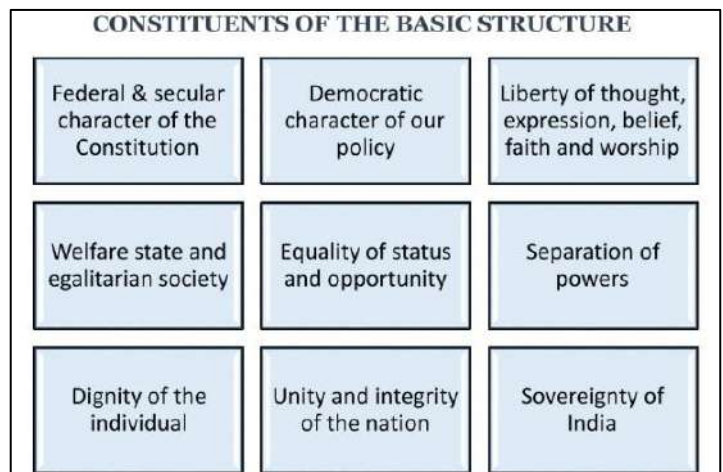 CONSTITUENTS OF THE BASIC STRUCTURE
Federal & secular
character of the
Constitution
Democratic
character of our
policy
Liberty of thought,
expression, belief,
faith and worship
Welfare state and
egalitarian society
Equality of status
and opportunity
Separation of
powers
Dignity of the
individual
Unity and integrity
of the nation
Sovereignty of
India